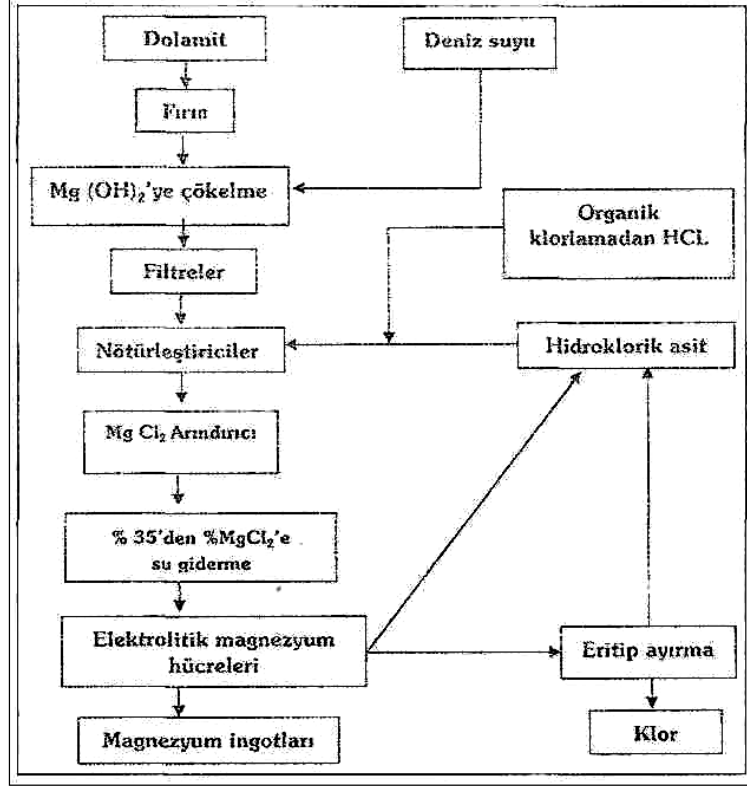 Dolamit
Deniz suyu
Fırın
Mg (OH)₂'ye çökelme
Organik
klorlamadan HCL
Filtreler
Nötürleştiriciler
Hidroklorik asit
Mg Cl₂ Arındırıcı
% 35'den %MgCl₂'e
su giderme
Elektrolitik magnezyum
hücreleri
Eritip ayırma
Magnezyum ingotları
Klor